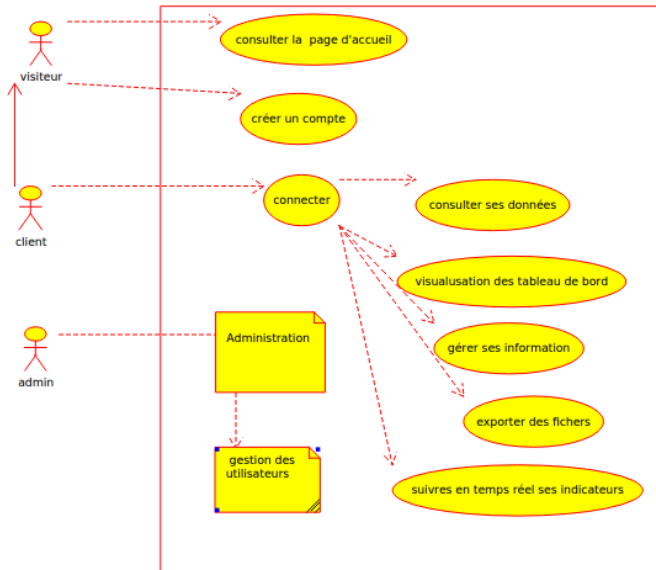 consulter la page d'accueil
visiteur
créer un compte
connecter
consulter ses données
client
visualusation des tableau de bord
Administration
gérer ses information
admin
exporter des fichers
gestion des
utilisateurs
suivres en temps réel ses indicateurs